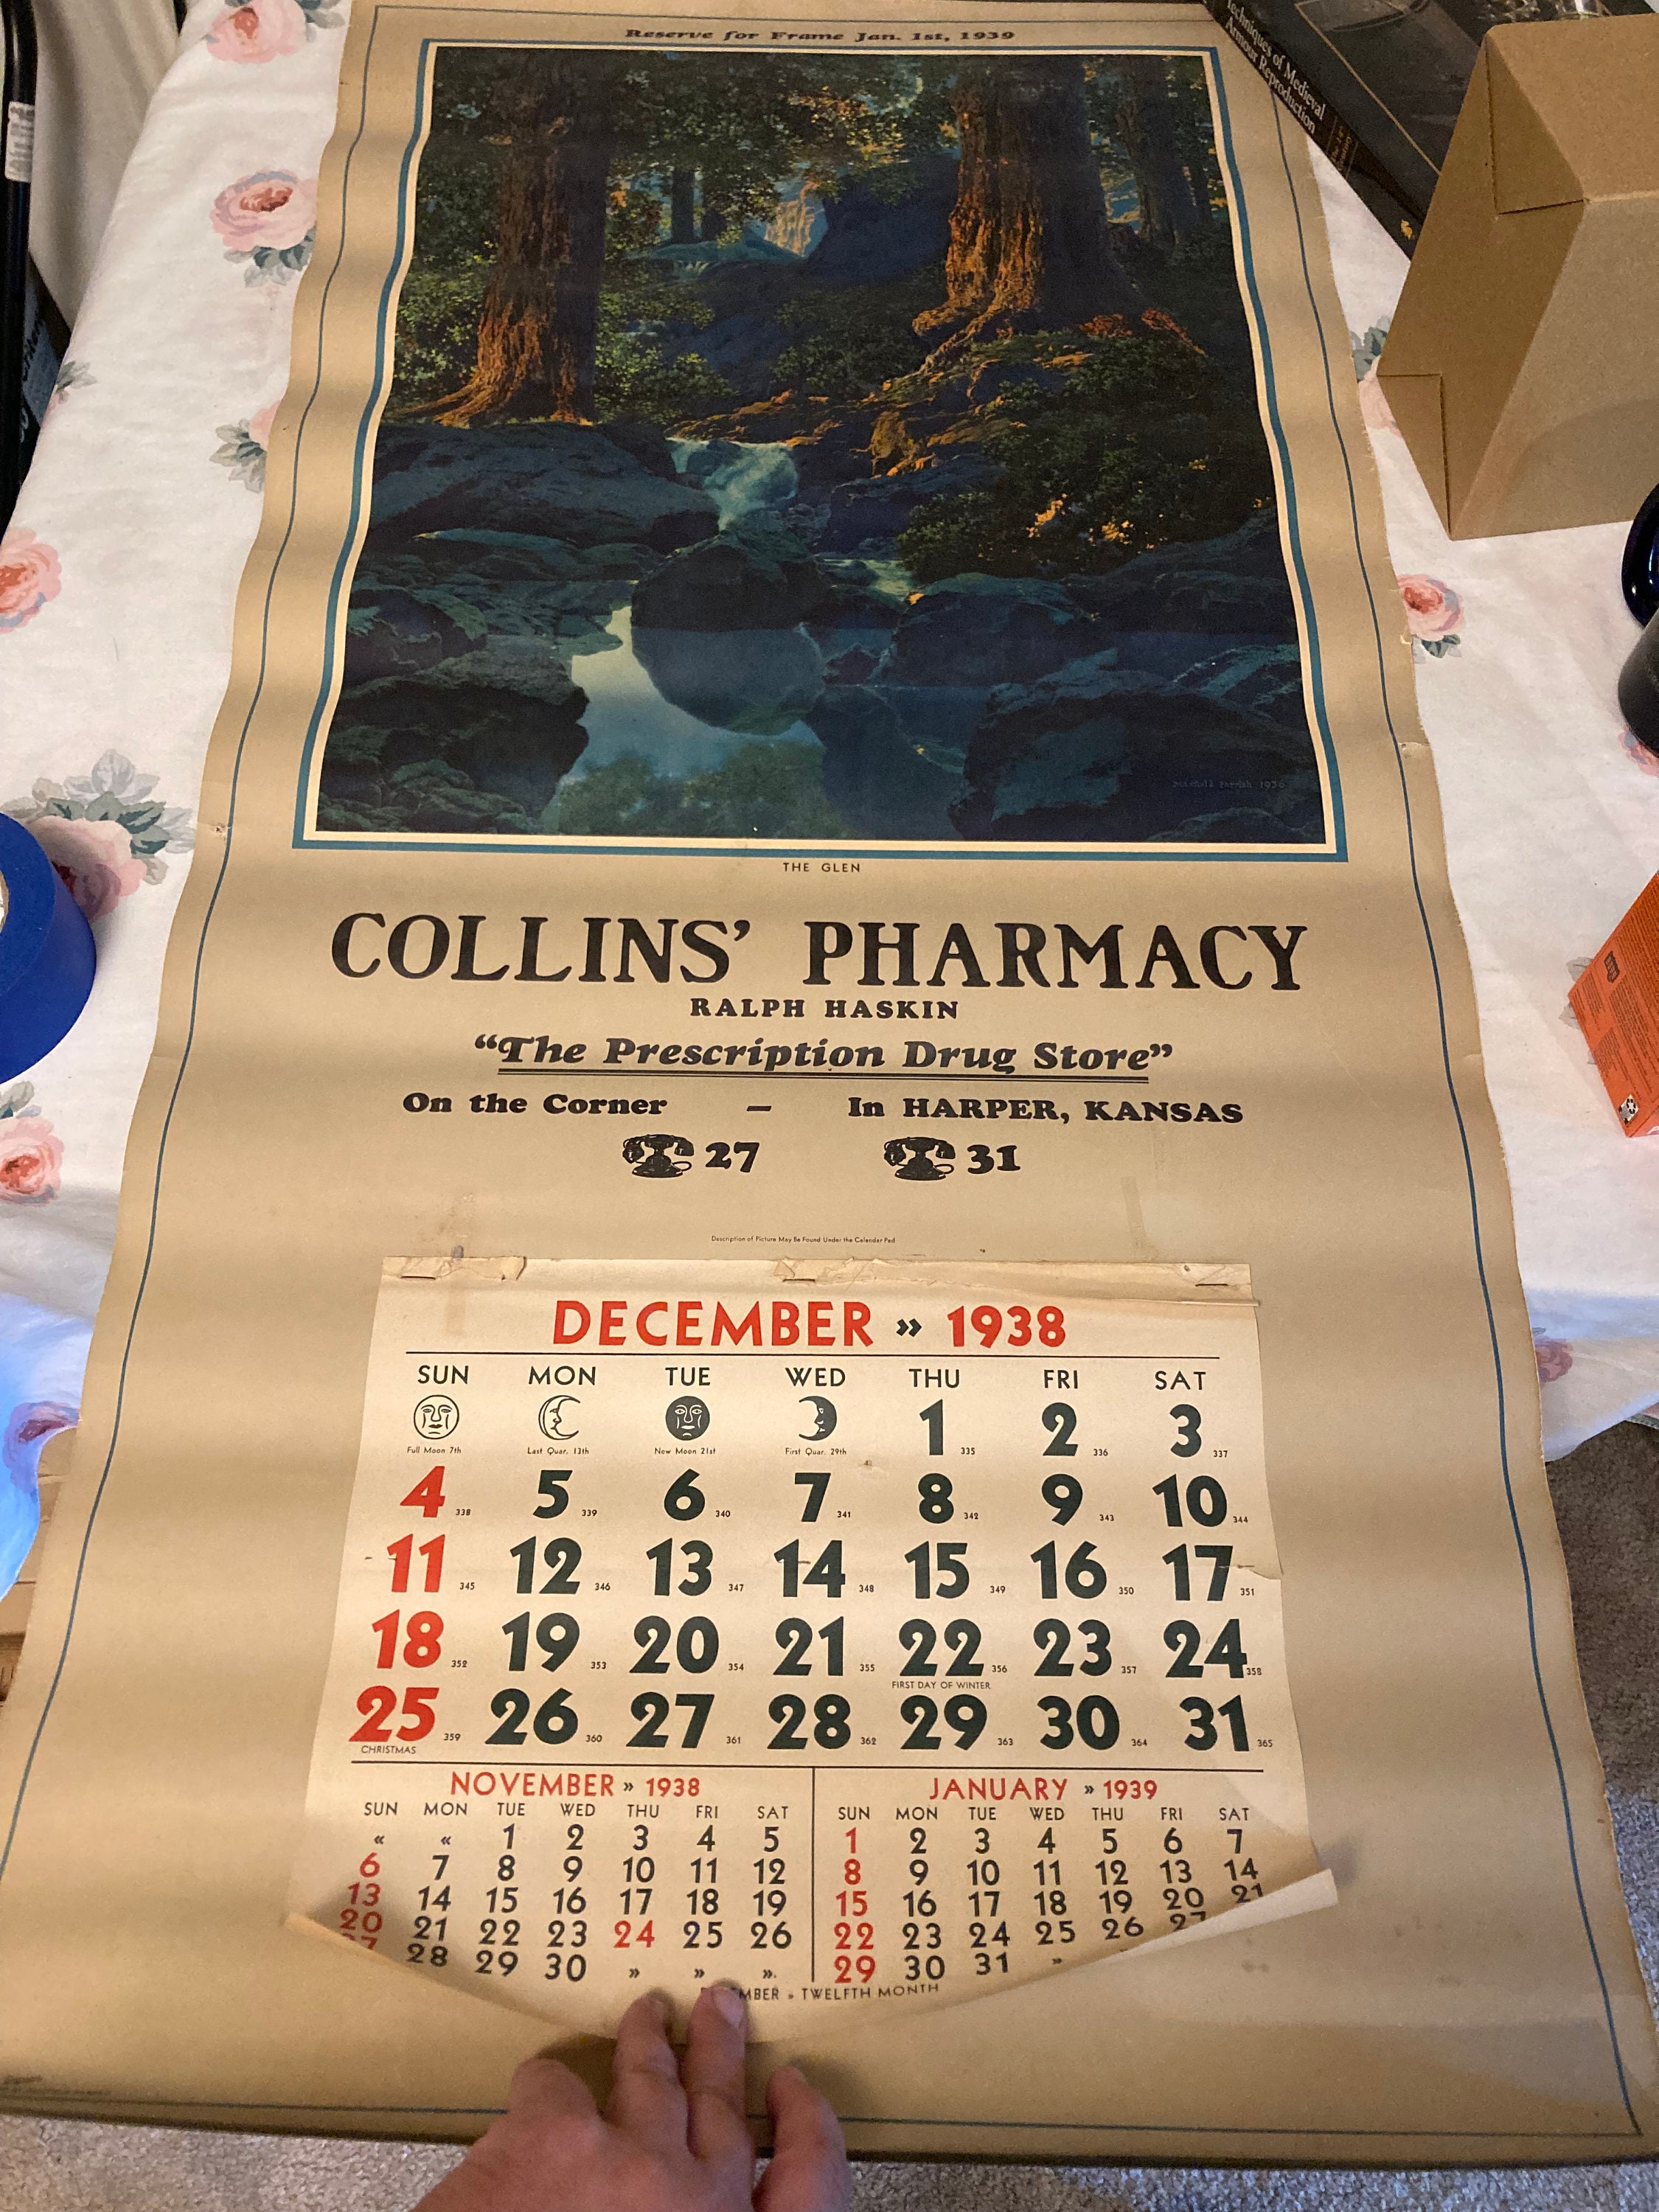 Reserve for Frame Jan. 1st, 1939
Techniques of Medieval
Armour Reproduction
THE GLEN
COLLINS' PHARMACY
RALPH HASKIN
“The Prescription Drug Store”
On the Corner — In HARPER, KANSAS
27 31
Description of Picture May Be Found Under the Calendar Pad
DECEMBER » 1938
SUN MON TUE WED THU FRI SAT
Full Moon 7th Last Quar. 13th New Moon 21st First Quar. 29th 1 335 2 336 3 337
4 338 5 339 6 340 7 341 8 342 9 343 10 344
11 345 12 346 13 347 14 348 15 349 16 350 17 351
18 352 19 353 20 354 21 355 22 356 23 357 24 358
FIRST DAY OF WINTER
25 359 26 360 27 361 28 362 29 363 30 364 31 365
CHRISTMAS
NOVEMBER » 1938
SUN MON TUE WED THU FRI SAT
« « 1 2 3 4 5
6 7 8 9 10 11 12
13 14 15 16 17 18 19
20 21 22 23 24 25 26
27 28 29 30 » » »
JANUARY » 1939
SUN MON TUE WED THU FRI SAT
1 2 3 4 5 6 7
8 9 10 11 12 13 14
15 16 17 18 19 20 21
22 23 24 25 26 27
29 30 31 »
» TWELFTH MONTH